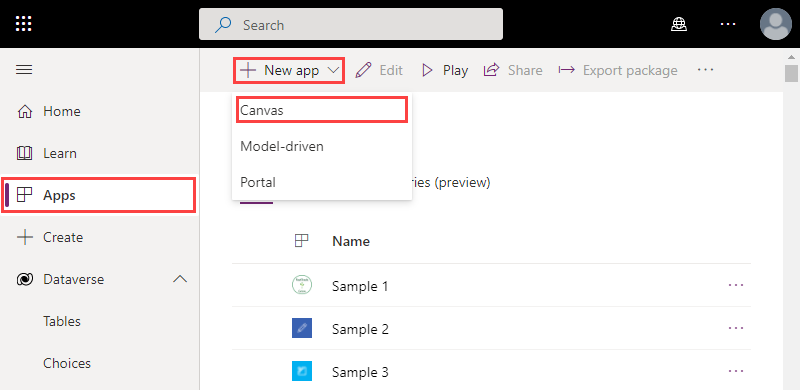 Search
New app
Edit
Play
Share
Export package
Home
Learn
Apps
Create
Dataverse
Tables
Choices
Canvas
Model-driven
Portal
ries (preview)
Name
Sample 1
Sample 2
Sample 3